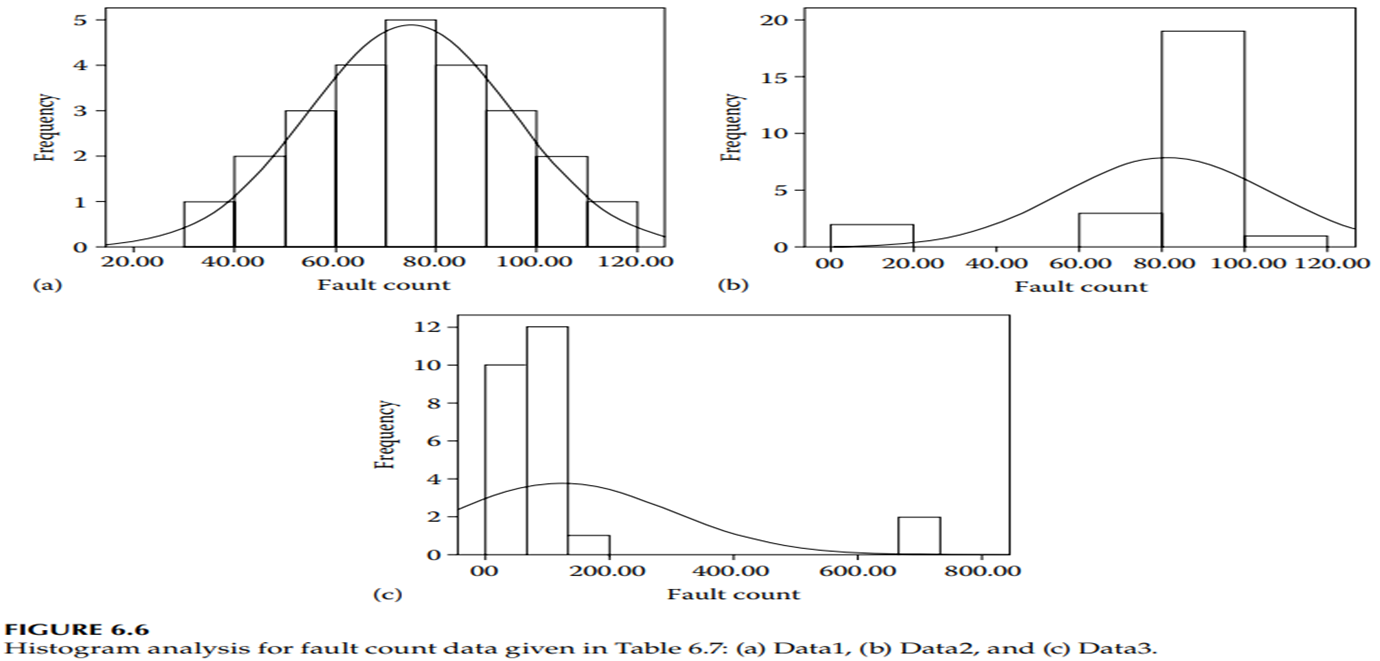 5
4
3
2
1
0
Frequency
20.00 40.00 60.00 80.00 100.00 120.00
(a) Fault count
20
15
10
5
0
Frequency
00 20.00 40.00 60.00 80.00 100.00 120.00
(b) Fault count
12
10
8
6
4
2
0
Frequency
00 200.00 400.00 600.00 800.00
(c) Fault count
FIGURE 6.6
Histogram analysis for fault count data given in Table 6.7: (a) Data1, (b) Data2, and (c) Data3.